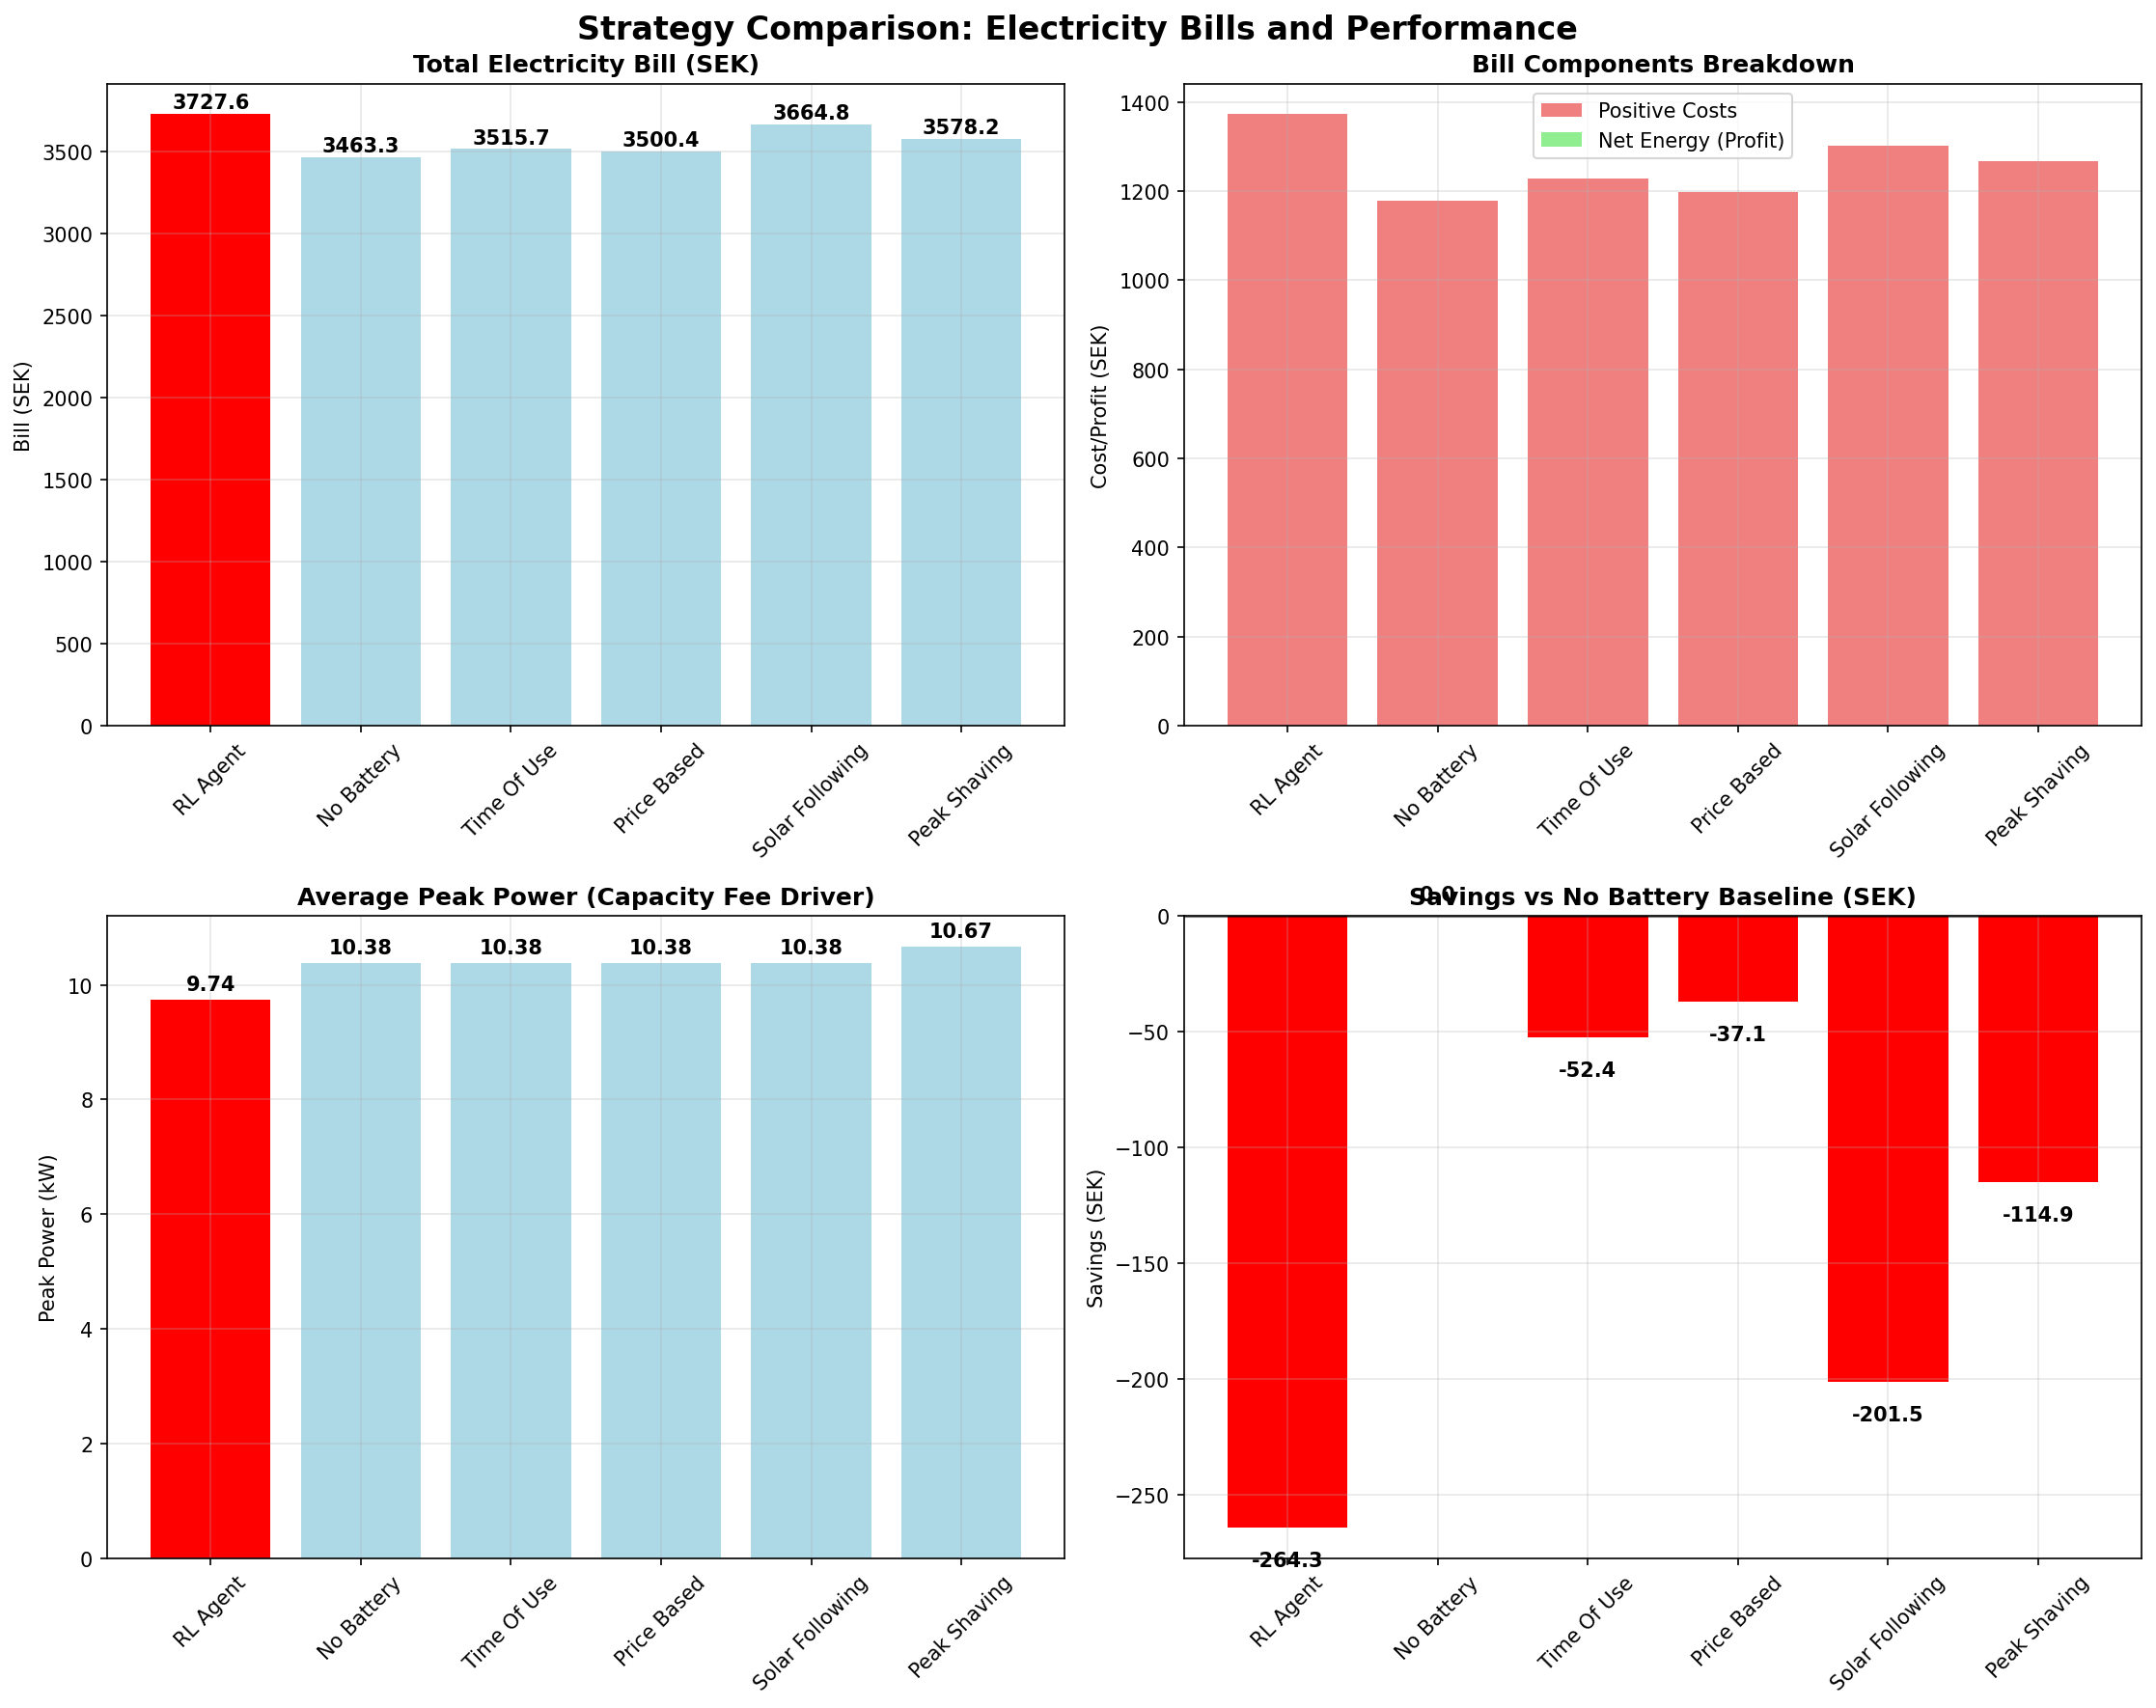 Strategy Comparison: Electricity Bills and Performance
Total Electricity Bill (SEK)
3727.6
3463.3
3515.7
3500.4
3664.8
3578.2
Bill (SEK)
3500
3000
2500
2000
1500
1000
500
0
RL Agent
No Battery
Time Of Use
Price Based
Solar Following
Peak Shaving
Bill Components Breakdown
Positive Costs
Net Energy (Profit)
Cost/Profit (SEK)
1400
1200
1000
800
600
400
200
0
RL Agent
No Battery
Time Of Use
Price Based
Solar Following
Peak Shaving
Average Peak Power (Capacity Fee Driver)
9.74
10.38
10.38
10.38
10.38
10.67
Peak Power (kW)
10
8
6
4
2
0
RL Agent
No Battery
Time Of Use
Price Based
Solar Following
Peak Shaving
Savings vs No Battery Baseline (SEK)
0.0
-264.3
-52.4
-37.1
-201.5
-114.9
Savings (SEK)
0
−50
−100
−150
−200
−250
RL Agent
No Battery
Time Of Use
Price Based
Solar Following
Peak Shaving